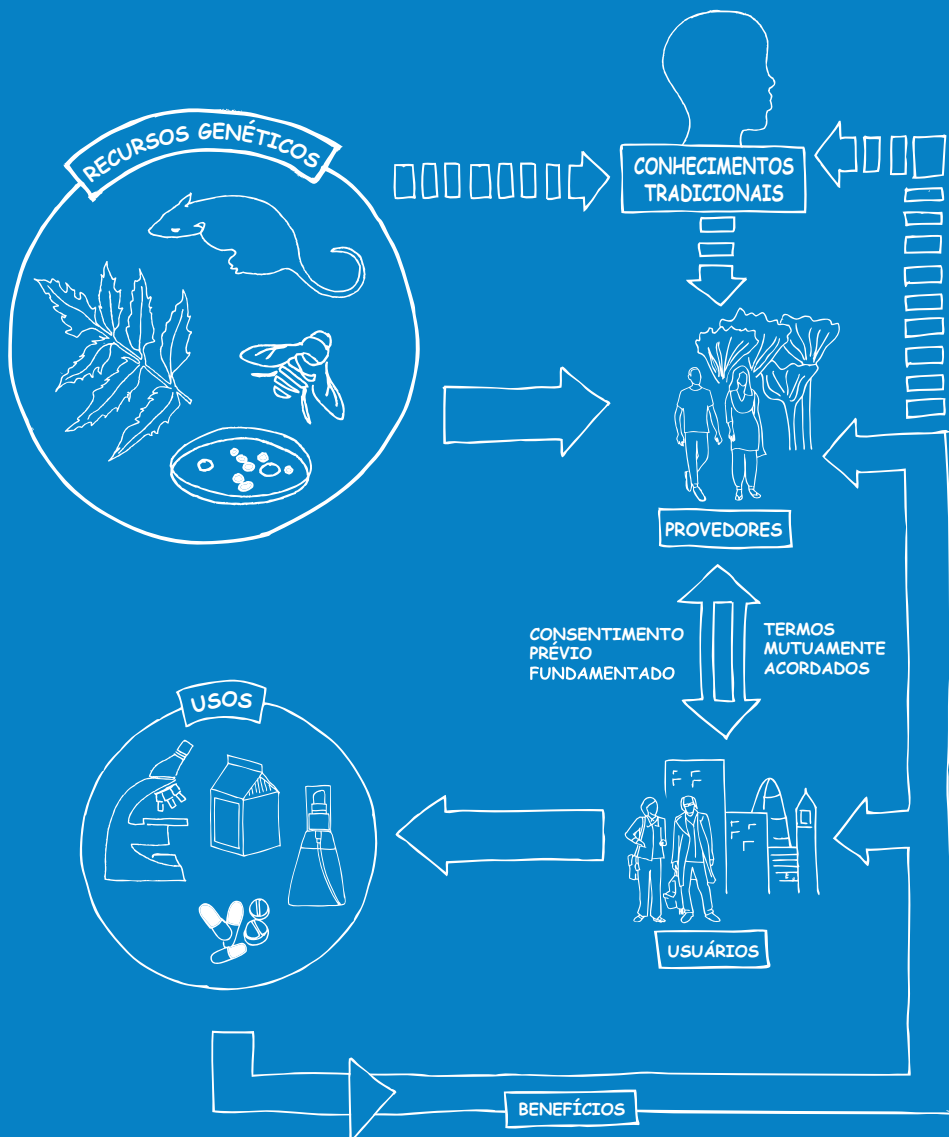 RECURSOS GENÉTICOS
CONHECIMENTOS
TRADICIONAIS
PROVEDORES
CONSENTIMENTO
PRÉVIO
FUNDAMENTADO
TERMOS
MUTUAMENTE
ACORDADOS
USOS
USUÁRIOS
BENEFÍCIOS